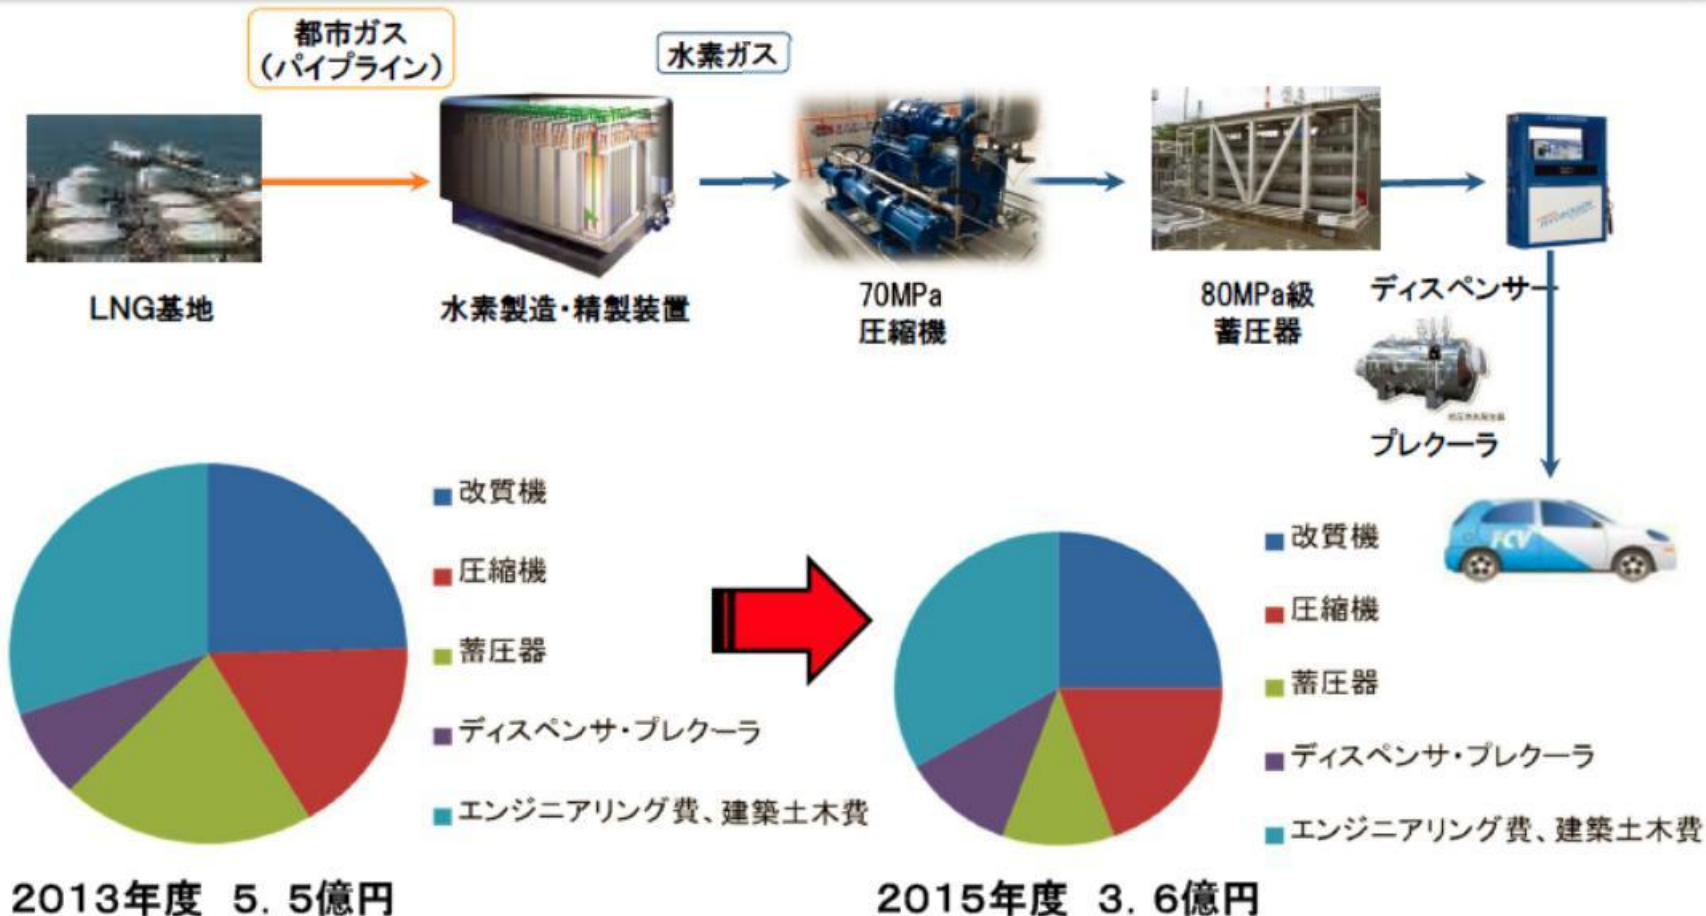 都市ガス
（パイプライン）
水素ガス
LNG基地
水素製造・精製装置
70MPa
圧縮機
80MPa級
蓄圧器
ディスペンサー
プレクーラ
FCV
改質機
圧縮機
蓄圧器
ディスペンサ・プレクーラ
エンジニアリング費、建築土木費
2013年度 5.5億円
改質機
圧縮機
蓄圧器
ディスペンサ・プレクーラ
エンジニアリング費、建築土木費
2015年度 3.6億円